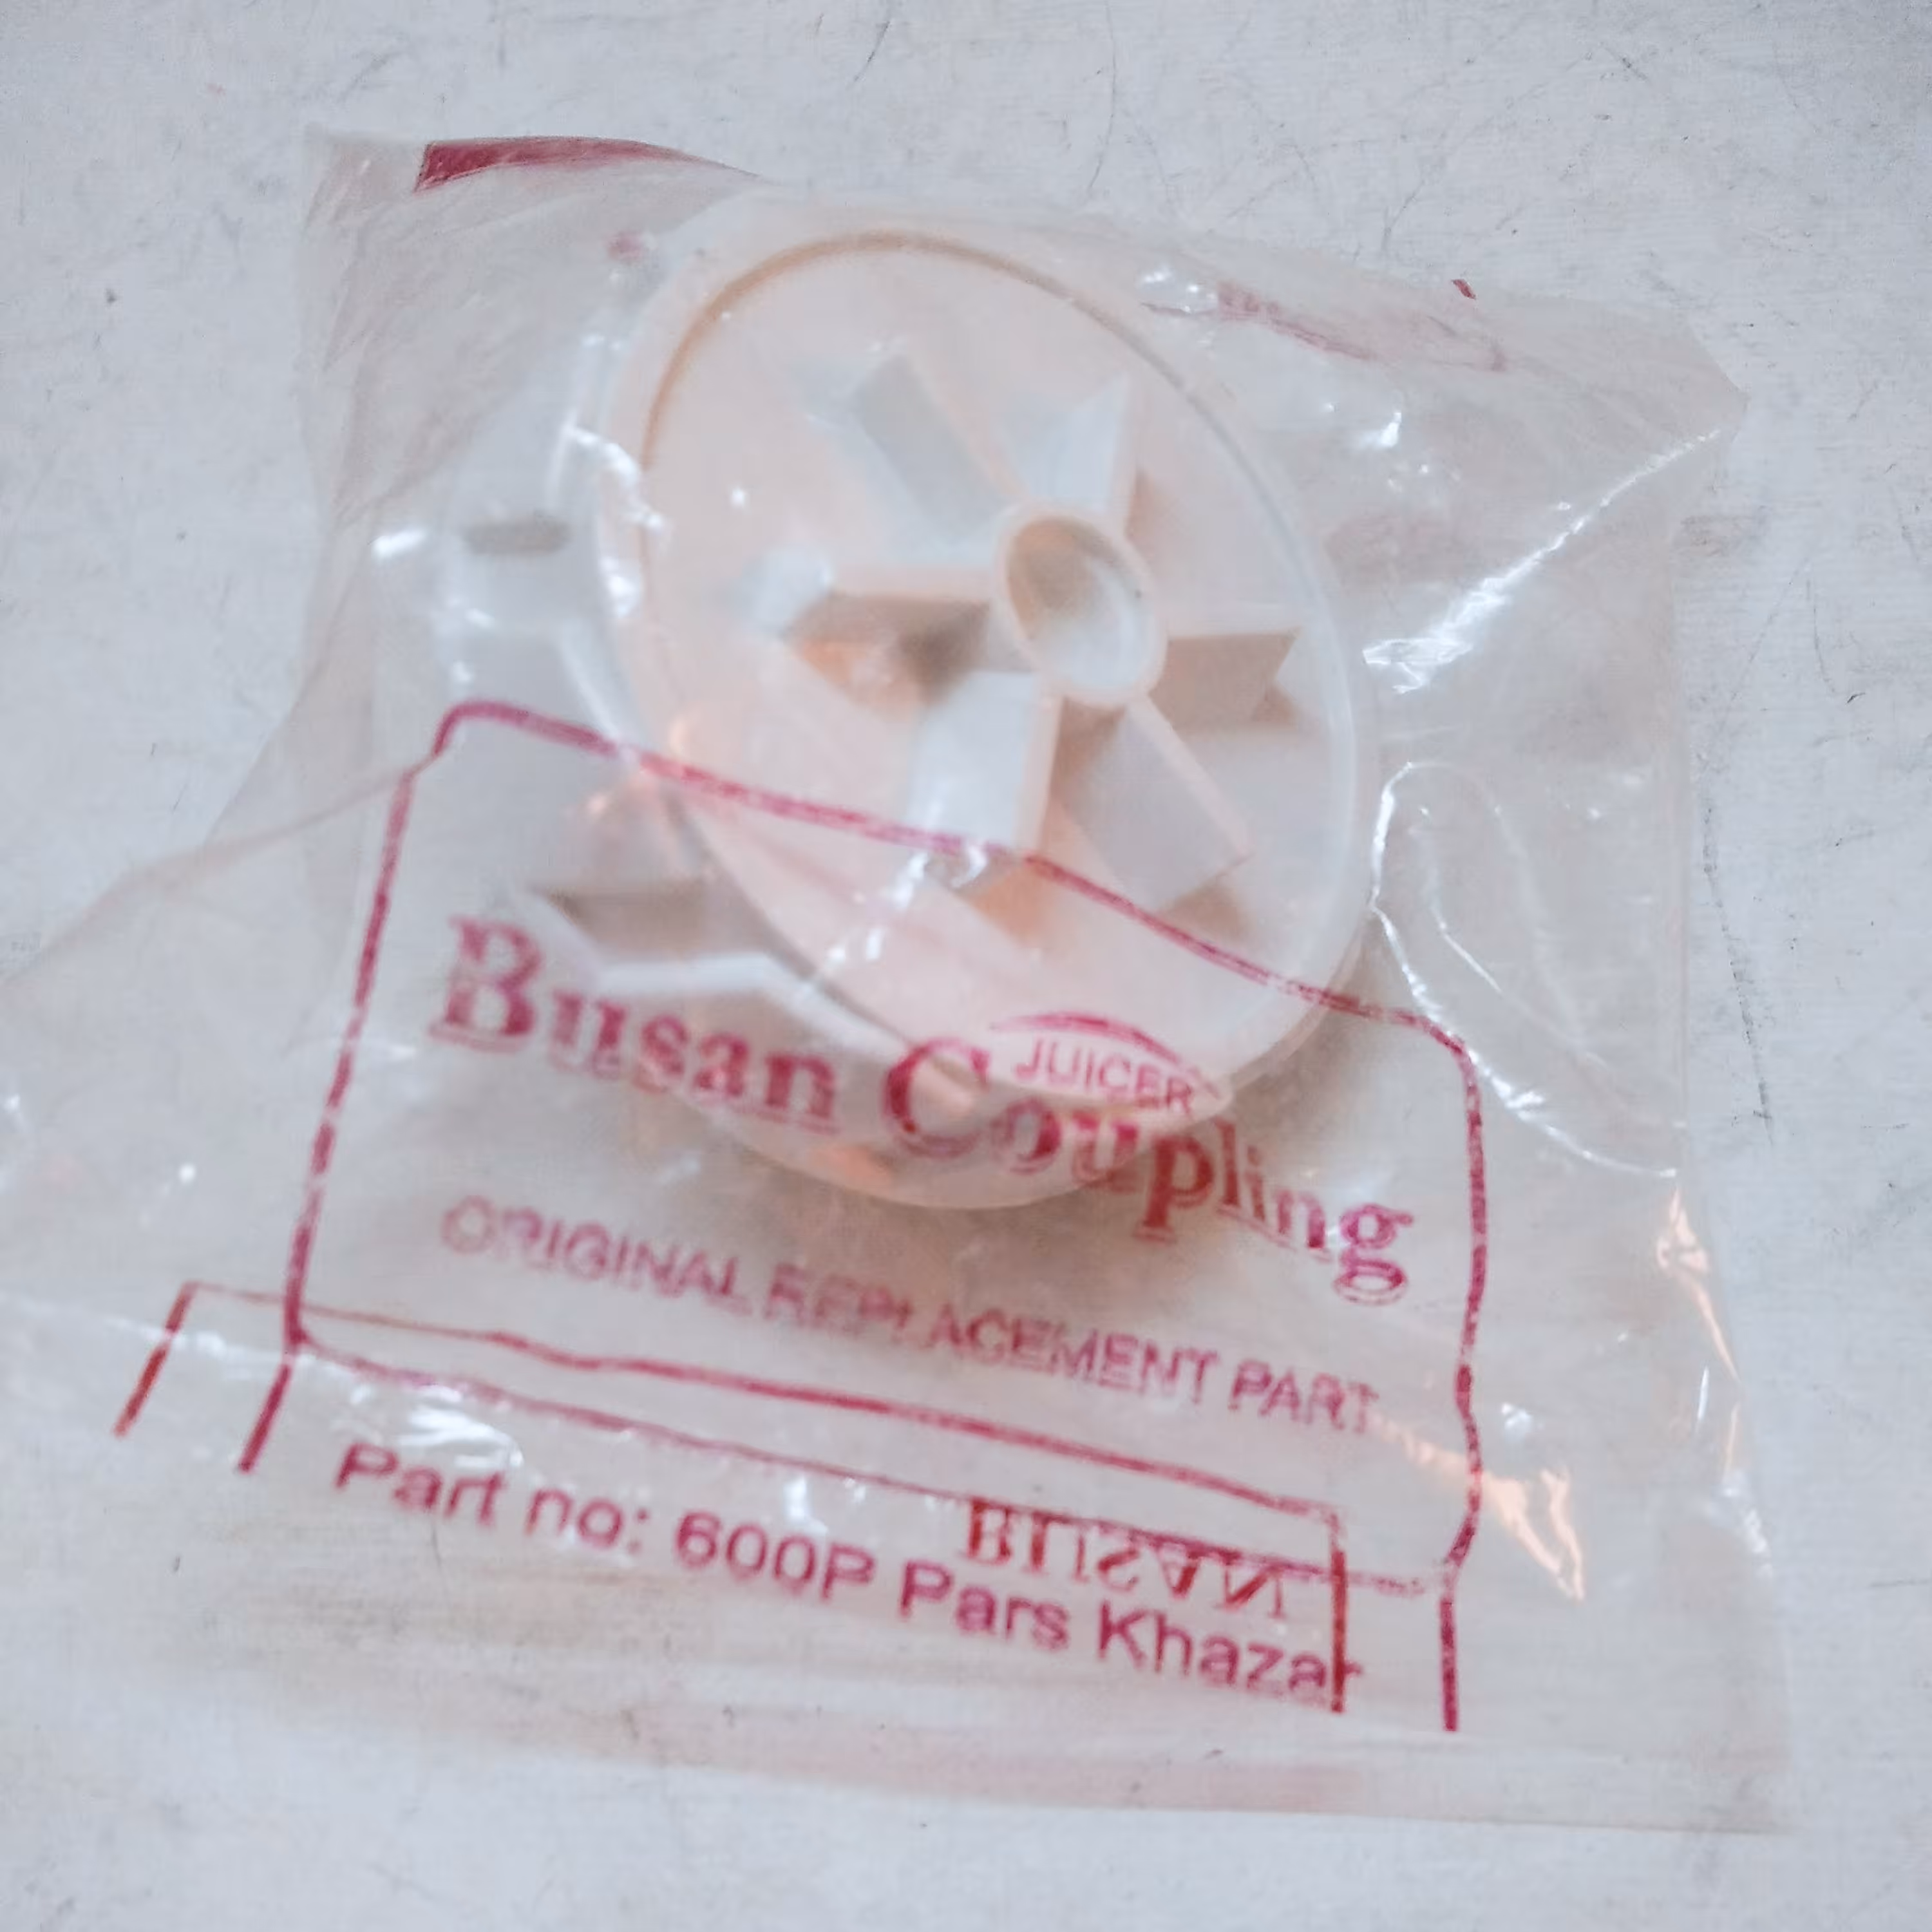 JUICER
Busan Coupling
ORIGINAL REPLACEMENT PART
BUSAN
Part no: 600P Pars Khazar